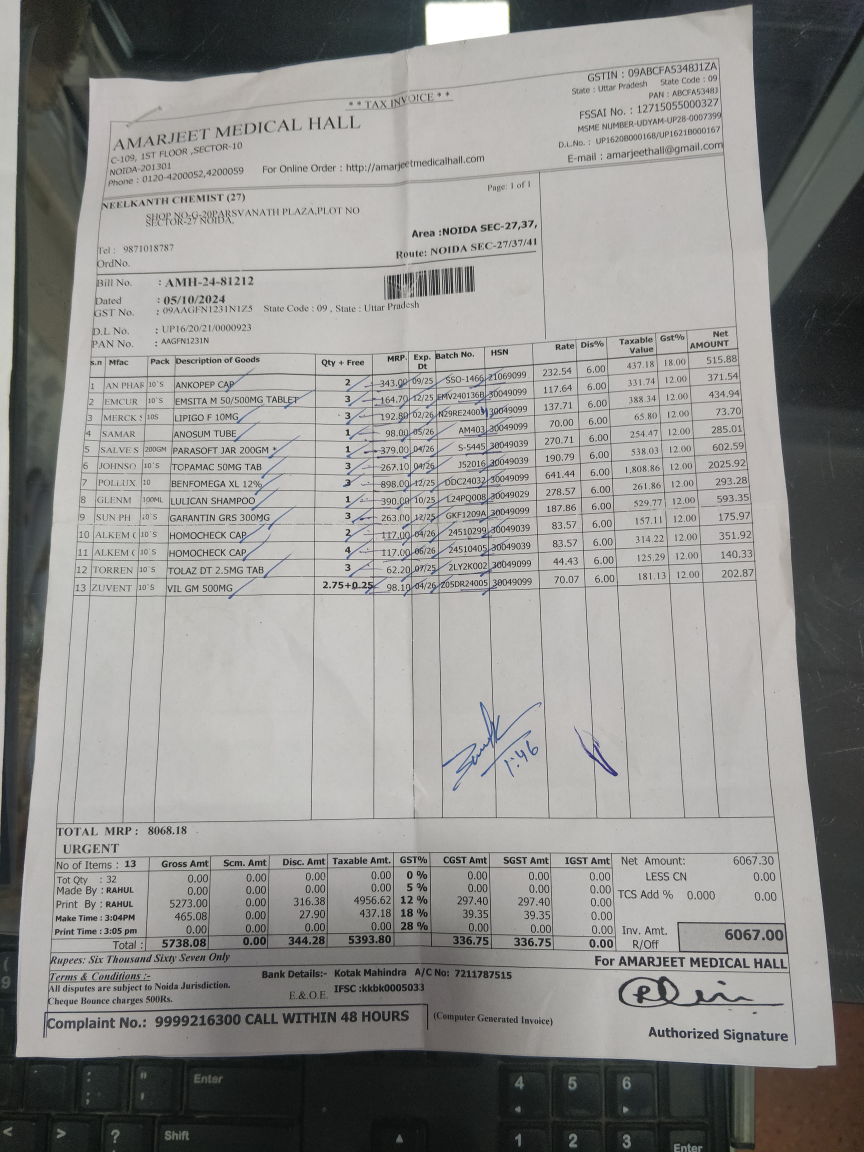 * * TAX INVOICE * *
GSTIN : 09ABCFA5348J1ZA
State : Uttar Pradesh State Code : 09
PAN : ABCFA5348J
FSSAI No. : 12715055000327
MSME NUMBER-UDYAM-UP-28-0007399
D.L.No. : UP1620B000168/UP1621B000167
E-mail : amarjeethall@gmail.com
AMARJEET MEDICAL HALL
C-109, 1ST FLOOR ,SECTOR-10
NOIDA-201301
Phone : 0120-4200052,4200059 For Online Order : http://amarjeetmedicalhall.com
Page: 1 of 1
NEELKANTH CHEMIST (27)
SHOP NO-G-20PARSVANATH PLAZA,PLOT NO
SECTOR-27 NOIDA,
Area :NOIDA SEC-27,37,
Tel : 9871018787 Route: NOIDA SEC-27/37/41
OrdNo.
Bill No. : AMH-24-81212
Dated : 05/10/2024
GST No. : 09AAGFN1231N1Z5 State Code : 09 , State : Uttar Pradesh
D.L No. : UP16/20/21/0000923
PAN No. : AAGFN1231N
s.n Mfac Pack Description of Goods Qty + Free MRP. Exp. Dt Batch No. HSN Rate Dis% Taxable Value Gst% Net AMOUNT
1 AN PHAR 10`S ANKOPEP CAP 2 343.00 09/25 SSO-1466 21069099 232.54 6.00 437.18 18.00 515.88
2 EMCUR 10`S EMSITA M 50/500MG TABLET 3 164.70 12/25 EMV240136B 30049099 117.64 6.00 331.74 12.00 371.54
3 MERCK S 10S LIPIGO F 10MG 3 192.80 02/26 30049099 137.71 6.00 388.34 12.00 434.94
4 SAMAR ANOSUM TUBE 1 98.00 05/26 AM403 30049099 70.00 6.00 65.80 12.00 73.70
5 SALVE S 200GM PARASOFT JAR 200GM * 1 379.00 04/26 S-5445 30049039 270.71 6.00 254.47 12.00 285.01
6 JOHNSO 10`S TOPAMAC 50MG TAB 3 267.10 04/26 J52016 30049039 190.79 6.00 538.03 12.00 602.59
7 POLLUX 10 BENFOMEGA XL 12% 3 898.00 12/25 DDC24032 30049099 641.44 6.00 1,808.86 12.00 2025.92
8 GLENM 100ML LULICAN SHAMPOO 1 390.00 10/25 L24PQ008 30049029 278.57 6.00 261.86 12.00 293.28
9 SUN PH 10`S GABANTIN GRS 300MG 3 263.00 12/25 GKF1209A 30049099 187.86 6.00 529.77 12.00 593.35
10 ALKEM ( 10`S HOMOCHECK CAP 2 117.00 04/26 24510299 30049039 83.57 6.00 157.11 12.00 175.97
11 ALKEM ( 10`S HOMOCHECK CAP 4 117.00 06/26 24510405 30049039 83.57 6.00 314.22 12.00 351.92
12 TORREN 10`S TOLAZ DT 2.5MG TAB 3 62.20 07/25 2LY2K002 30049099 44.43 6.00 125.29 12.00 140.33
13 ZUVENT 10`S VIL GM 500MG 2.75+0.25 98.10 04/26 20SDR24005 30049099 70.07 6.00 181.13 12.00 202.87
1:46
TOTAL MRP : 8068.18
URGENT
No of Items : 13 Gross Amt Scm. Amt Disc. Amt Taxable Amt. GST% CGST Amt SGST Amt IGST Amt Net Amount: 6067.30
Tot Qty : 32 0.00 0.00 0.00 0.00 0 % 0.00 0.00 0.00 LESS CN 0.00
Made By : RAHUL 0.00 0.00 0.00 0.00 5 % 0.00 0.00 0.00 TCS Add % 0.000 0.00
Print By : RAHUL 5273.00 0.00 316.38 4956.62 12 % 297.40 297.40 0.00
Make Time : 3:04PM 465.08 0.00 27.90 437.18 18 % 39.35 39.35 0.00
Print Time : 3:05 pm 0.00 0.00 0.00 0.00 28 % 0.00 0.00 0.00 Inv. Amt. 6067.00
Total : 5738.08 0.00 344.28 5393.80 336.75 336.75 0.00 R/Off
Rupees: Six Thousand Sixty Seven Only For AMARJEET MEDICAL HALL
Terms & Conditions :- Bank Details:- Kotak Mahindra A/C No: 7211787515
All disputes are subject to Noida Jurisdiction. IFSC :kkbk0005033
Cheque Bounce charges 500Rs. E.&.O.E.
Complaint No.: 9999216300 CALL WITHIN 48 HOURS (Computer Generated Invoice)
Authorized Signature
( 9
; : " ' Enter 4 5 6
< > ? Shift 1 2 3 Enter